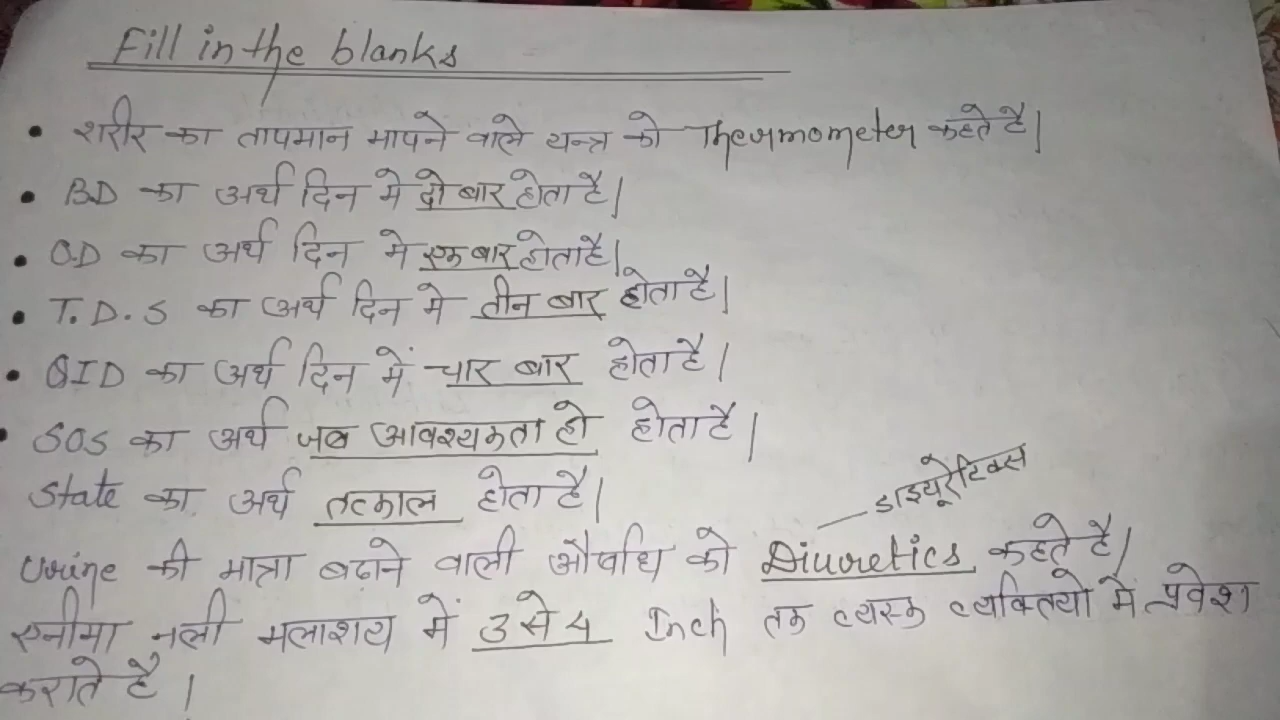 Fill in the blanks
• शरीर का तापमान मापने वाले यन्त्र को Thermometer कहते है।
• B.D का अर्थ दिन मे दो बार होता है।
• O.D का अर्थ दिन मे एक बार होता है।
• T.D.S का अर्थ दिन मे तीन बार होता है।
• QID का अर्थ दिन में चार बार होता है।
• SOS का अर्थ जब आवश्यकता हो होता है।
State का अर्थ तत्काल होता है।
डाइयूरेटिक्स
Urine की मात्रा बढाने वाली औषधि को Diuretics कहते है।
एनीमा नली मलाशय में 3 से 4 Inch तक व्यस्क व्यक्तियो में प्रवेश
कराते है।